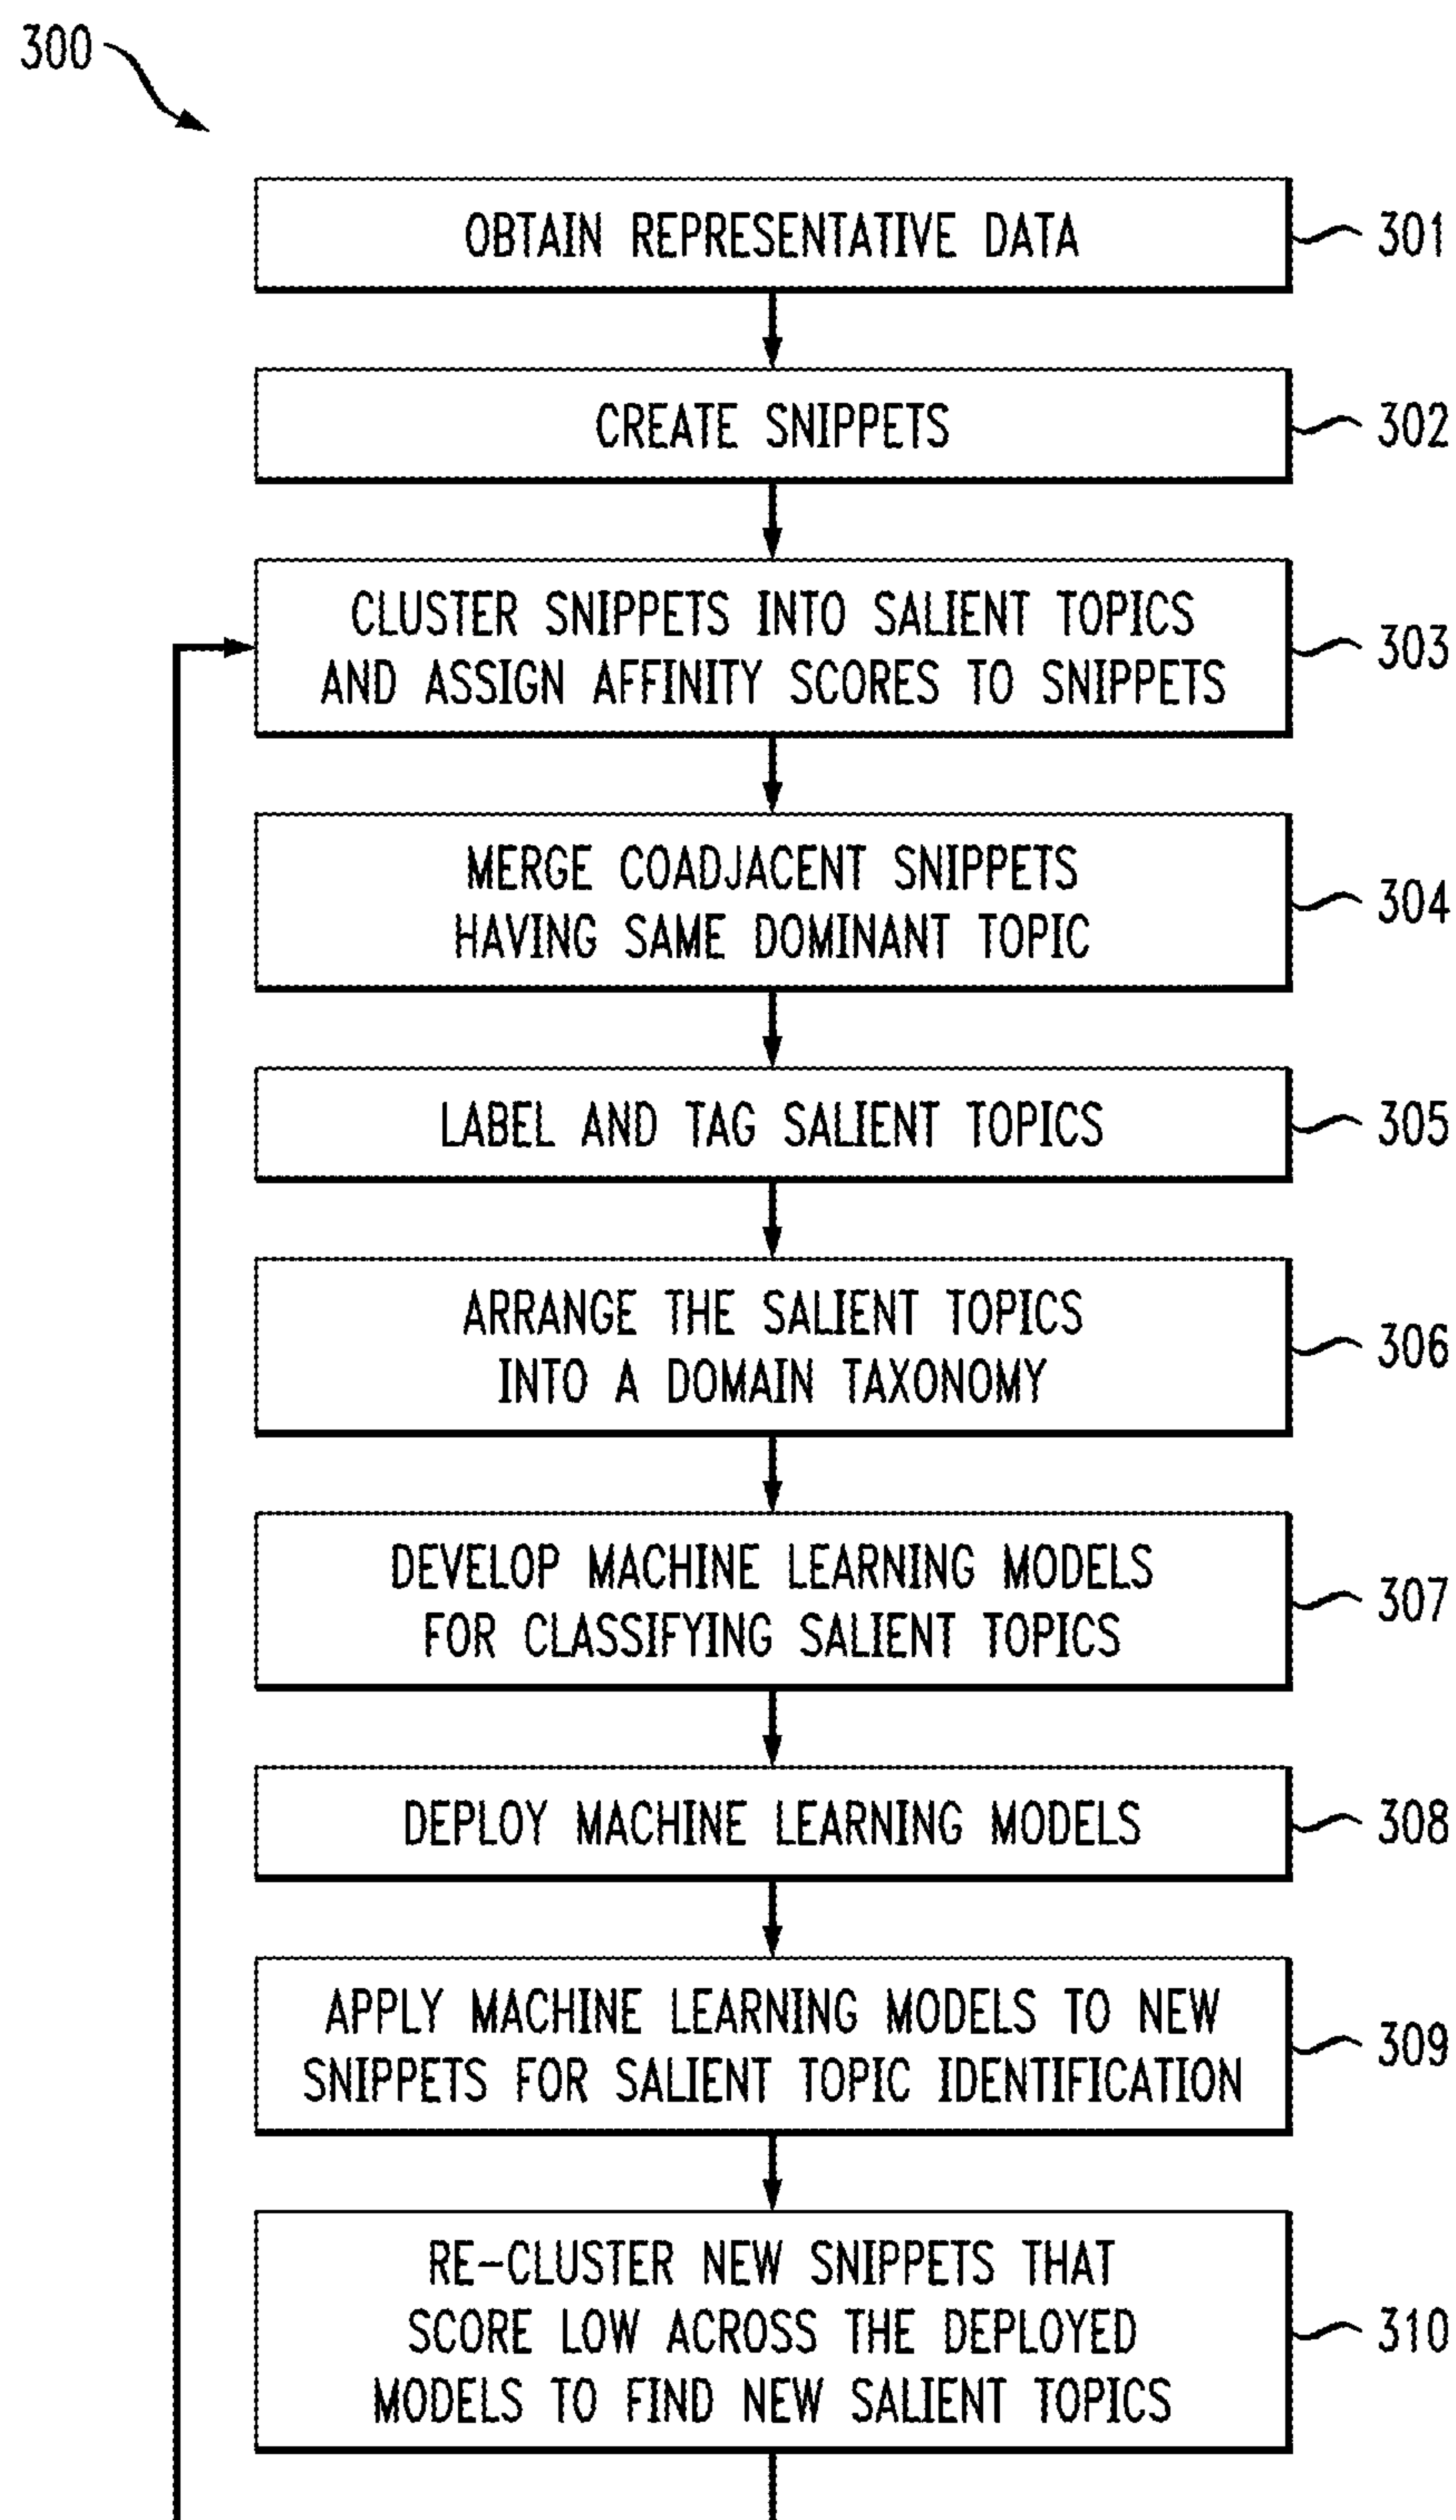 300
OBTAIN REPRESENTATIVE DATA
301
CREATE SNIPPETS
302
CLUSTER SNIPPETS INTO SALIENT TOPICS
AND ASSIGN AFFINITY SCORES TO SNIPPETS
303
MERGE COADJACENT SNIPPETS
HAVING SAME DOMINANT TOPIC
304
LABEL AND TAG SALIENT TOPICS
305
ARRANGE THE SALIENT TOPICS
INTO A DOMAIN TAXONOMY
306
DEVELOP MACHINE LEARNING MODELS
FOR CLASSIFYING SALIENT TOPICS
307
DEPLOY MACHINE LEARNING MODELS
308
APPLY MACHINE LEARNING MODELS TO NEW
SNIPPETS FOR SALIENT TOPIC IDENTIFICATION
309
RE-CLUSTER NEW SNIPPETS THAT
SCORE LOW ACROSS THE DEPLOYED
MODELS TO FIND NEW SALIENT TOPICS
310